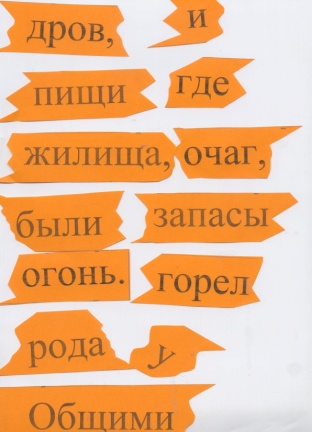 дров, и
пищи где
жилища, очаг,
были запасы
огонь. горел
рода у
Общими